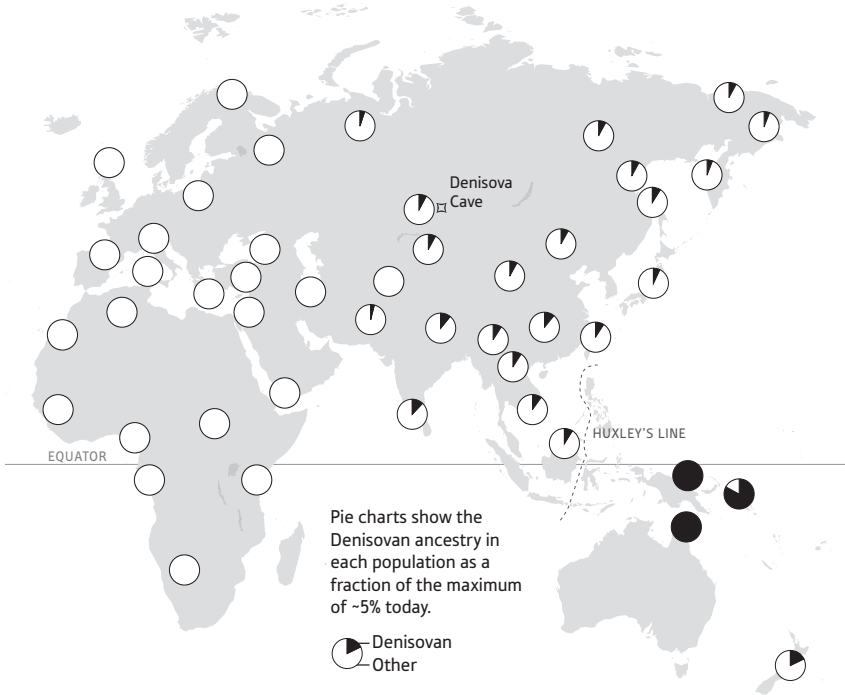 Denisova
Cave
HUXLEY'S LINE
EQUATOR
Pie charts show the
Denisovan ancestry in
each population as a
fraction of the maximum
of ~5% today.
Denisovan
Other